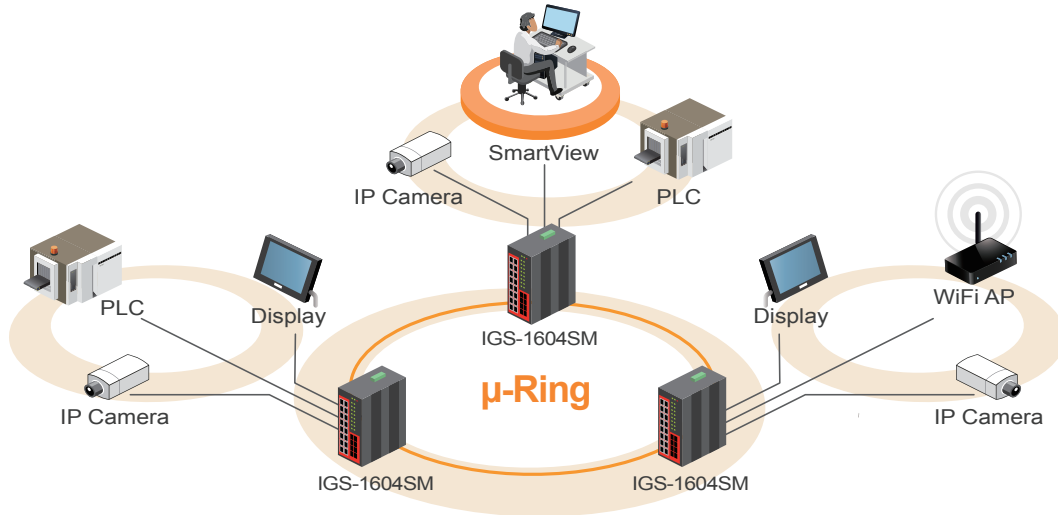 SmartView
IP Camera
PLC
WiFi AP
PLC
Display
Display
IGS-1604SM
µ-Ring
IP Camera
IP Camera
IGS-1604SM
IGS-1604SM